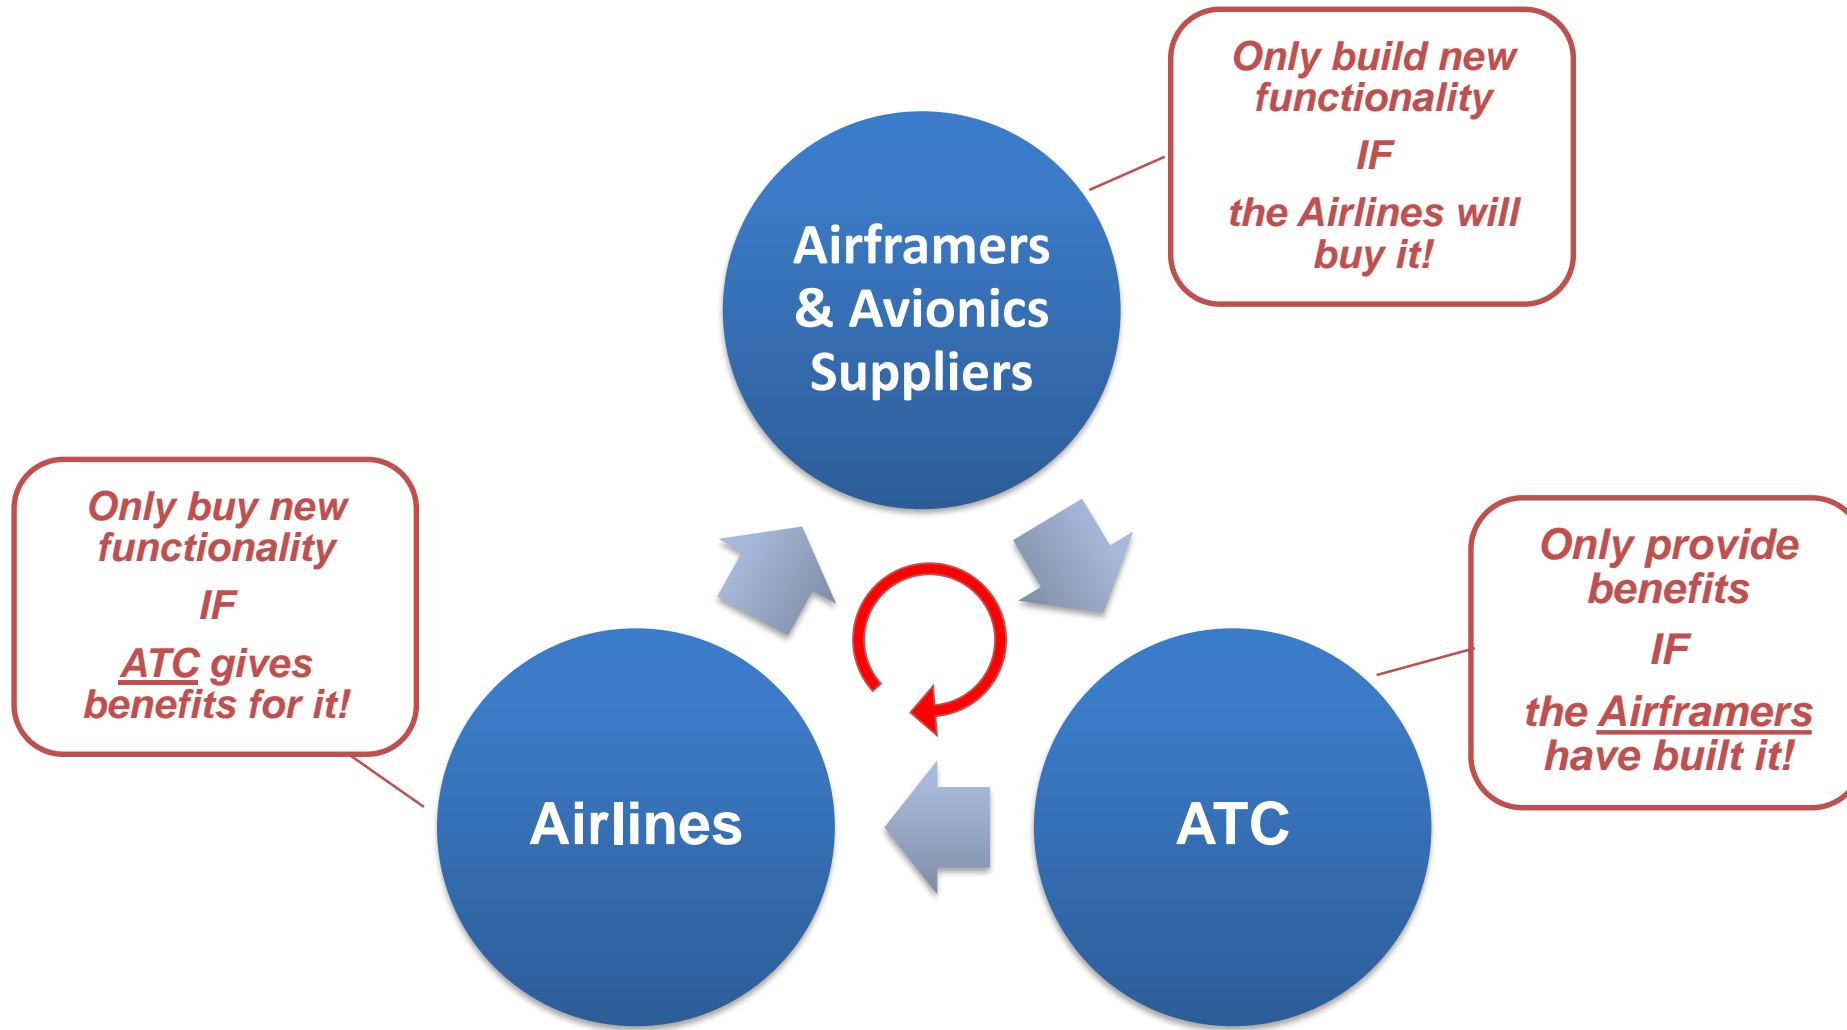 Only build new
functionality
IF
the Airlines will
buy it!
Airframers
& Avionics
Suppliers
Only buy new
functionality
IF
ATC gives
benefits for it!
Only provide
benefits
IF
the Airframers
have built it!
Airlines
ATC